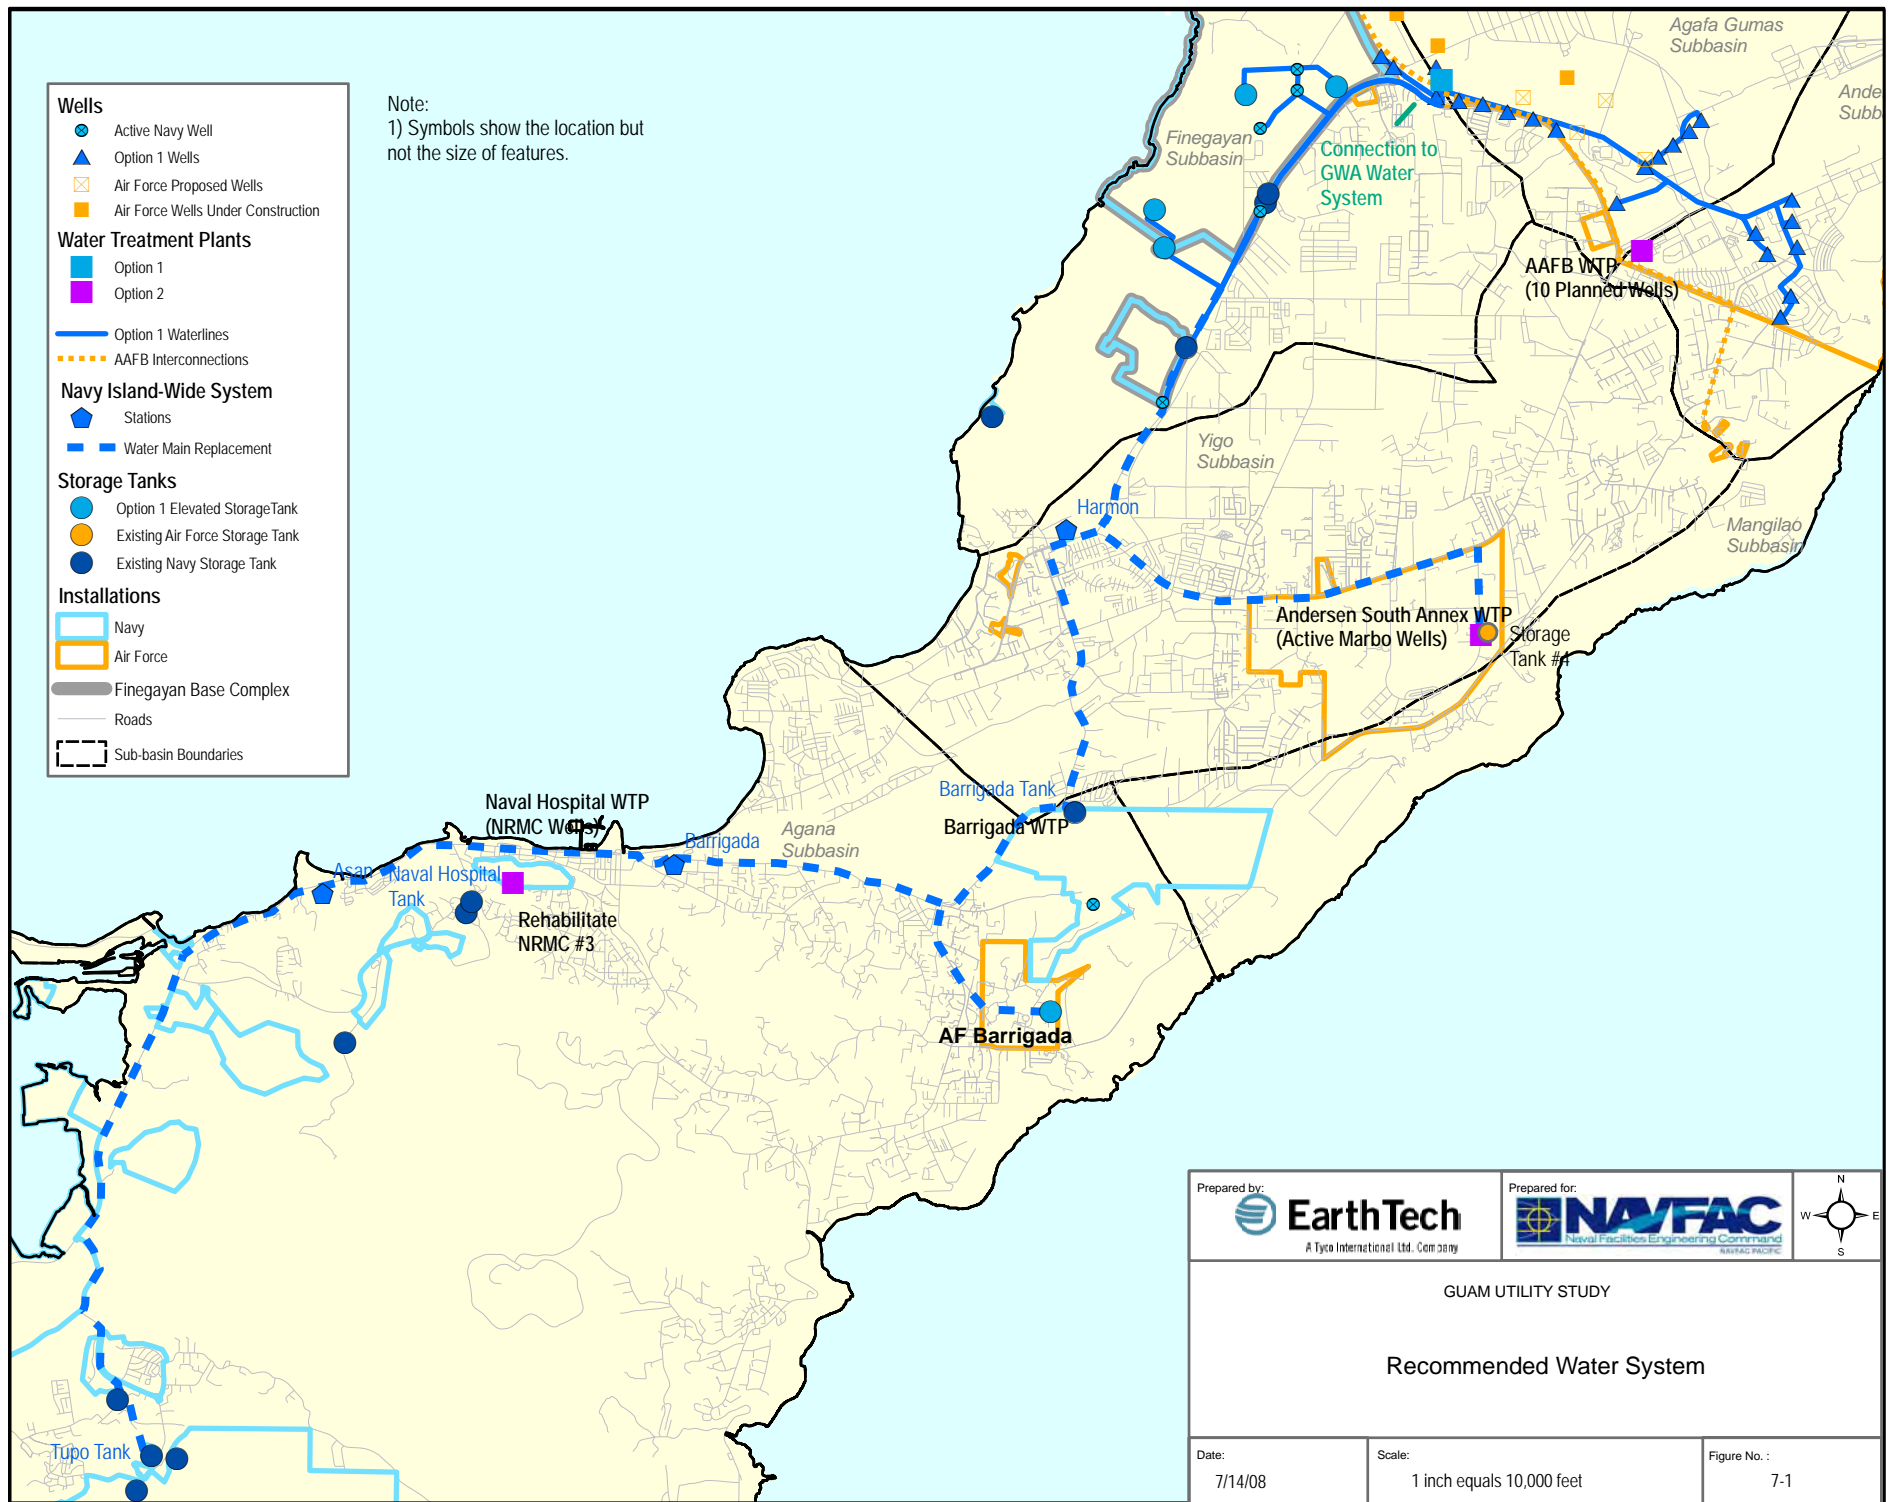 Wells
Active Navy Well
Option 1 Wells
Air Force Proposed Wells
Air Force Wells Under Construction
Water Treatment Plants
Option 1
Option 2
Option 1 Waterlines
AAFB Interconnections
Navy Island-Wide System
Stations
Water Main Replacement
Storage Tanks
Option 1 Elevated StorageTank
Existing Air Force Storage Tank
Existing Navy Storage Tank
Installations
Navy
Air Force
Finegayan Base Complex
Roads
Sub-basin Boundaries
Note:
1) Symbols show the location but
not the size of features.
Agafa Gumas
Subbasin
Ande
Subb
Finegayan
Subbasin
Connection to
GWA Water
System
AAFB WTP
(10 Planned Wells)
Yigo
Subbasin
Harmon
Mangilao
Subbasin
Andersen South Annex WTP
(Active Marbo Wells)
Storage
Tank #4
Barrigada Tank
Barrigada WTP
Naval Hospital WTP
(NRMC Wells)
Agana
Subbasin
Barrigada
Asan
Naval Hospital
Tank
Rehabilitate
NRMC #3
AF Barrigada
Tupo Tank
Prepared by:
EarthTech
A Tyco International Ltd. Company
Prepared for:
NAVFAC
Naval Facilities Engineering Command
NAVFAC PACIFIC
N
W E
S
GUAM UTILITY STUDY
Recommended Water System
Date:
7/14/08
Scale:
1 inch equals 10,000 feet
Figure No. :
7-1